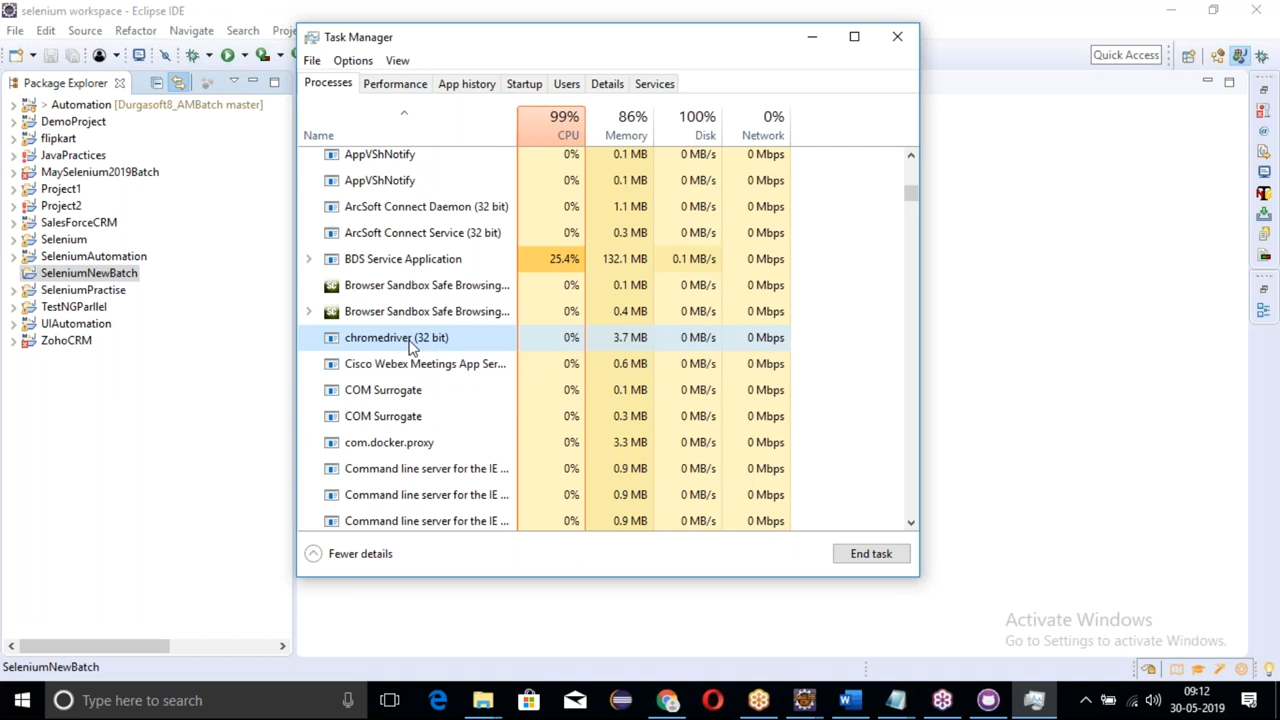 selenium workspace - Eclipse IDE
File Edit Source Refactor Navigate Search Proj
Quick Access
Package Explorer
> Automation [Durgasoft8_AMBatch master]
DemoProject
flipkart
JavaPractices
MaySelenium2019Batch
Project1
Project2
SalesForceCRM
Selenium
SeleniumAutomation
SeleniumNewBatch
SeleniumPractise
TestNGParllel
UIAutomation
ZohoCRM
Task Manager
File Options View
Processes Performance App history Startup Users Details Services
99% 86% 100% 0%
Name CPU Memory Disk Network
AppVShNotify 0% 0.1 MB 0 MB/s 0 Mbps
AppVShNotify 0% 0.1 MB 0 MB/s 0 Mbps
ArcSoft Connect Daemon (32 bit) 0% 1.1 MB 0 MB/s 0 Mbps
ArcSoft Connect Service (32 bit) 0% 0.3 MB 0 MB/s 0 Mbps
BDS Service Application 25.4% 132.1 MB 0.1 MB/s 0 Mbps
Browser Sandbox Safe Browsing... 0% 0.1 MB 0 MB/s 0 Mbps
Browser Sandbox Safe Browsing... 0% 0.4 MB 0 MB/s 0 Mbps
chromedriver (32 bit) 0% 3.7 MB 0 MB/s 0 Mbps
Cisco Webex Meetings App Ser... 0% 0.6 MB 0 MB/s 0 Mbps
COM Surrogate 0% 0.1 MB 0 MB/s 0 Mbps
COM Surrogate 0% 0.3 MB 0 MB/s 0 Mbps
com.docker.proxy 0% 3.3 MB 0 MB/s 0 Mbps
Command line server for the IE ... 0% 0.9 MB 0 MB/s 0 Mbps
Command line server for the IE ... 0% 0.9 MB 0 MB/s 0 Mbps
Command line server for the IE ... 0% 0.9 MB 0 MB/s 0 Mbps
Fewer details End task
Activate Windows
Go to Settings to activate Windows.
SeleniumNewBatch
Type here to search
09:12
30-05-2019